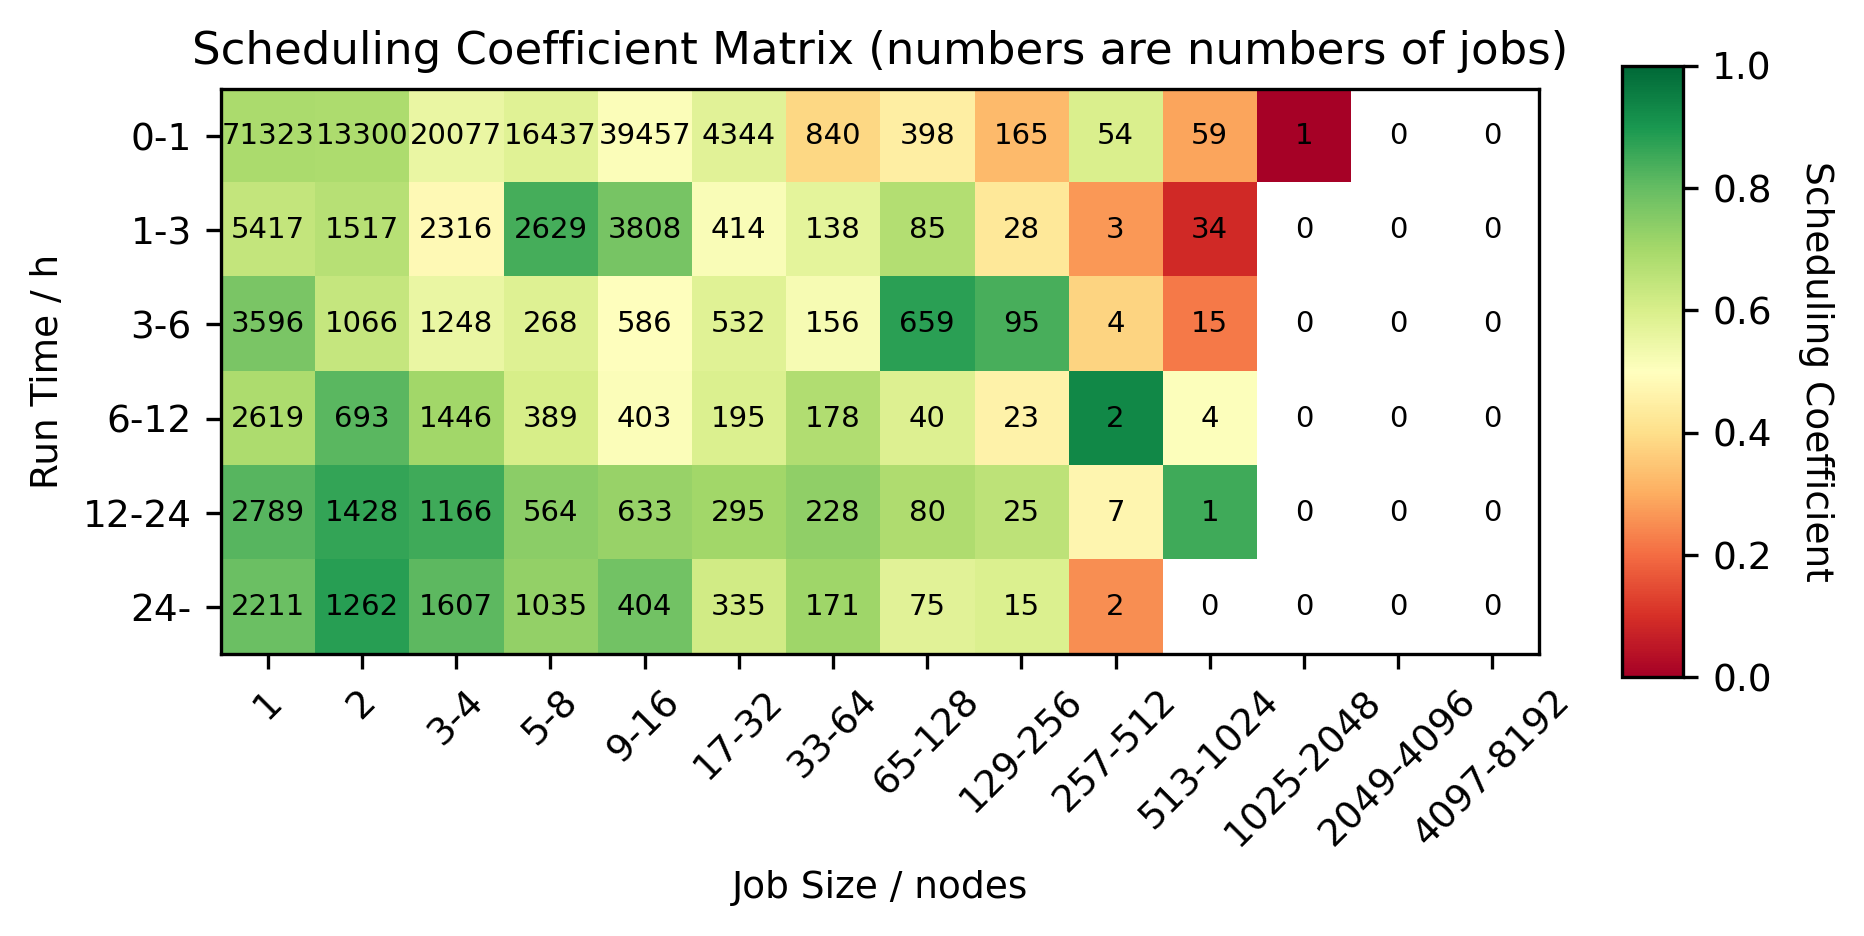 Scheduling Coefficient Matrix (numbers are numbers of jobs)
0-1 71323 13300 20077 16437 39457 4344 840 398 165 54 59 1 0 0
1-3 5417 1517 2316 2629 3808 414 138 85 28 3 34 0 0 0
3-6 3596 1066 1248 268 586 532 156 659 95 4 15 0 0 0
6-12 2619 693 1446 389 403 195 178 40 23 2 4 0 0 0
12-24 2789 1428 1166 564 633 295 228 80 25 7 1 0 0 0
24- 2211 1262 1607 1035 404 335 171 75 15 2 0 0 0 0
1 2 3-4 5-8 9-16 17-32 33-64 65-128 129-256 257-512 513-1024 1025-2048 2049-4096 4097-8192
Job Size / nodes
Run Time / h
1.0
0.8
0.6
0.4
0.2
0.0
Scheduling Coefficient